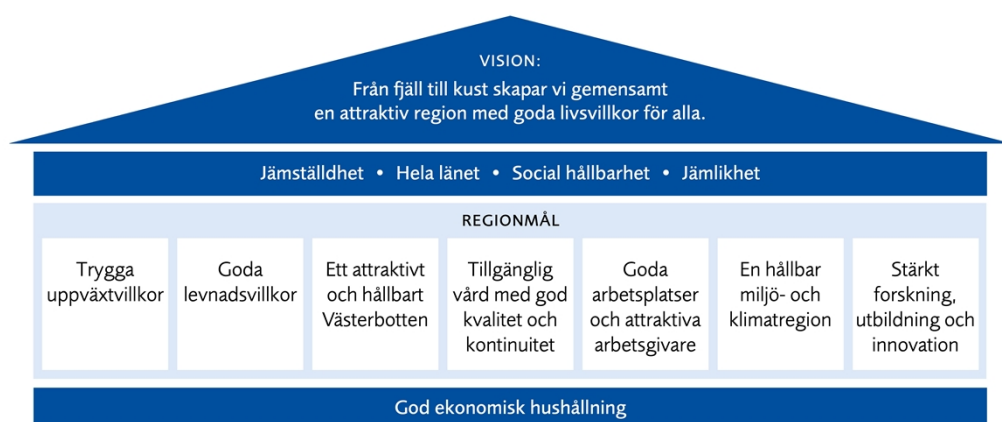 VISION:
Från fjäll till kust skapar vi gemensamt
en attraktiv region med goda livsvillkor för alla.
Jämställdhet • Hela länet • Social hållbarhet • Jämlikhet
REGIONMÅL
Trygga
uppväxtvillkor
Goda
levnadsvillkor
Ett attraktivt
och hållbart
Västerbotten
Tillgänglig
vård med god
kvalitet och
kontinuitet
Goda
arbetsplatser
och attraktiva
arbetsgivare
En hållbar
miljö- och
klimatregion
Stärkt
forskning,
utbildning och
innovation
God ekonomisk hushållning